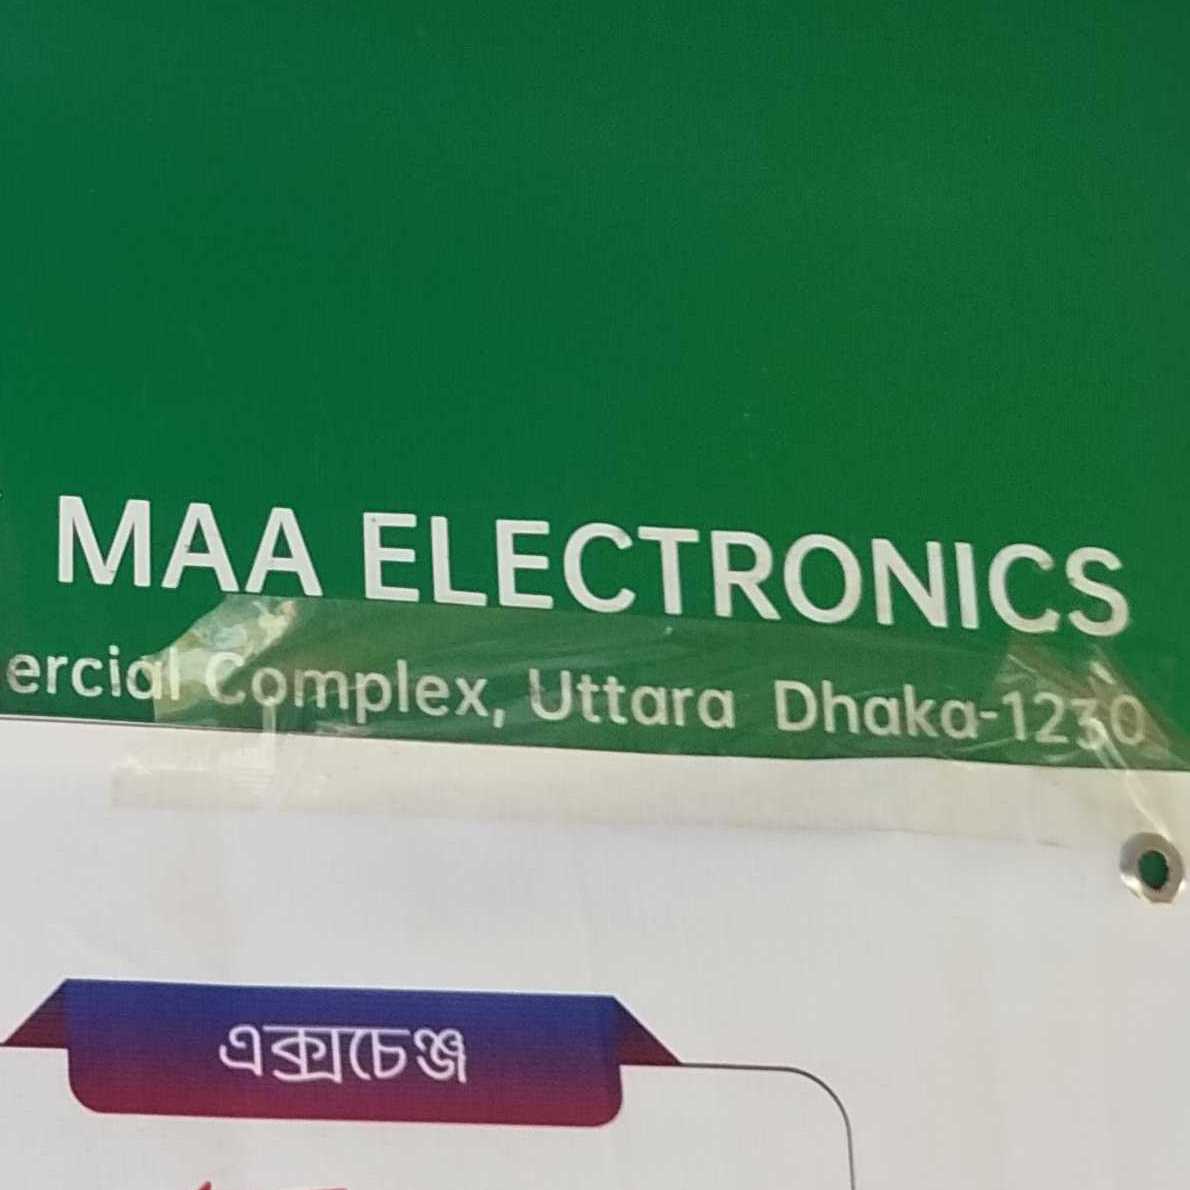 MAA ELECTRONICS
ercial Complex, Uttara Dhaka-1230
এক্সচেঞ্জ